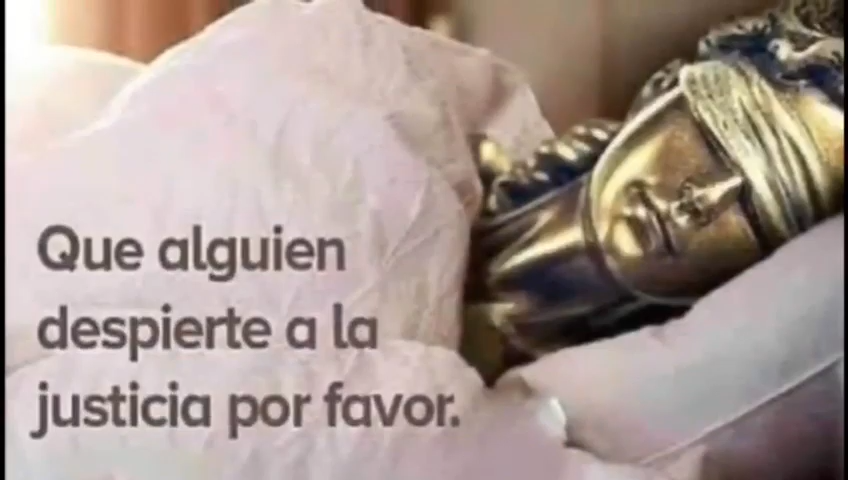 Que alguien
despierte a la
justicia por favor.